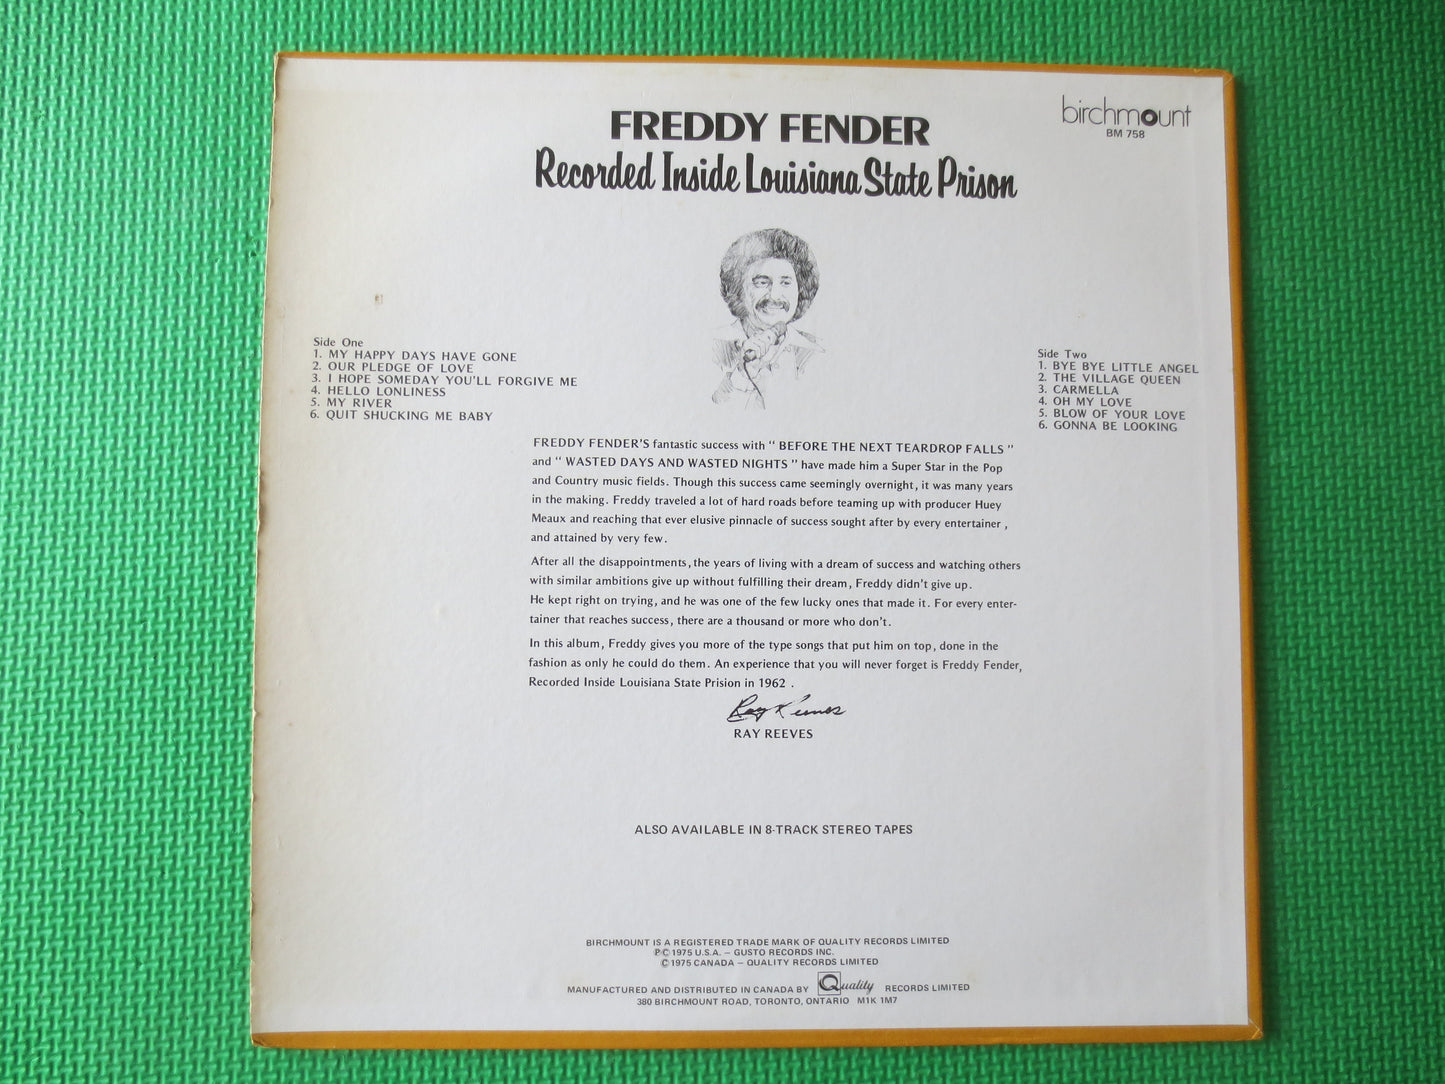 birchmount
BM 758
FREDDY FENDER
Recorded Inside Louisiana State Prison
Side One
1. MY HAPPY DAYS HAVE GONE
2. OUR PLEDGE OF LOVE
3. I HOPE SOMEDAY YOU'LL FORGIVE ME
4. HELLO LONLINESS
5. MY RIVER
6. QUIT SHUCKING ME BABY
Side Two
1. BYE BYE LITTLE ANGEL
2. THE VILLAGE QUEEN
3. CARMELLA
4. OH MY LOVE
5. BLOW OF YOUR LOVE
6. GONNA BE LOOKING
FREDDY FENDER'S fantastic success with " BEFORE THE NEXT TEARDROP FALLS "
and " WASTED DAYS AND WASTED NIGHTS " have made him a Super Star in the Pop
and Country music fields. Though this success came seemingly overnight, it was many years
in the making. Freddy traveled a lot of hard roads before teaming up with producer Huey
Meaux and reaching that ever elusive pinnacle of success sought after by every entertainer ,
and attained by very few.
After all the disappointments, the years of living with a dream of success and watching others
with similar ambitions give up without fulfilling their dream, Freddy didn't give up.
He kept right on trying, and he was one of the few lucky ones that made it. For every enter-
tainer that reaches success, there are a thousand or more who don't.
In this album, Freddy gives you more of the type songs that put him on top, done in the
fashion as only he could do them. An experience that you will never forget is Freddy Fender,
Recorded Inside Louisiana State Prision in 1962 .
Ray Reeves
RAY REEVES
ALSO AVAILABLE IN 8-TRACK STEREO TAPES
BIRCHMOUNT IS A REGISTERED TRADE MARK OF QUALITY RECORDS LIMITED
℗© 1975 U.S.A. – GUSTO RECORDS INC.
© 1975 CANADA – QUALITY RECORDS LIMITED
MANUFACTURED AND DISTRIBUTED IN CANADA BY Quality RECORDS LIMITED
380 BIRCHMOUNT ROAD, TORONTO, ONTARIO M1K 1M7